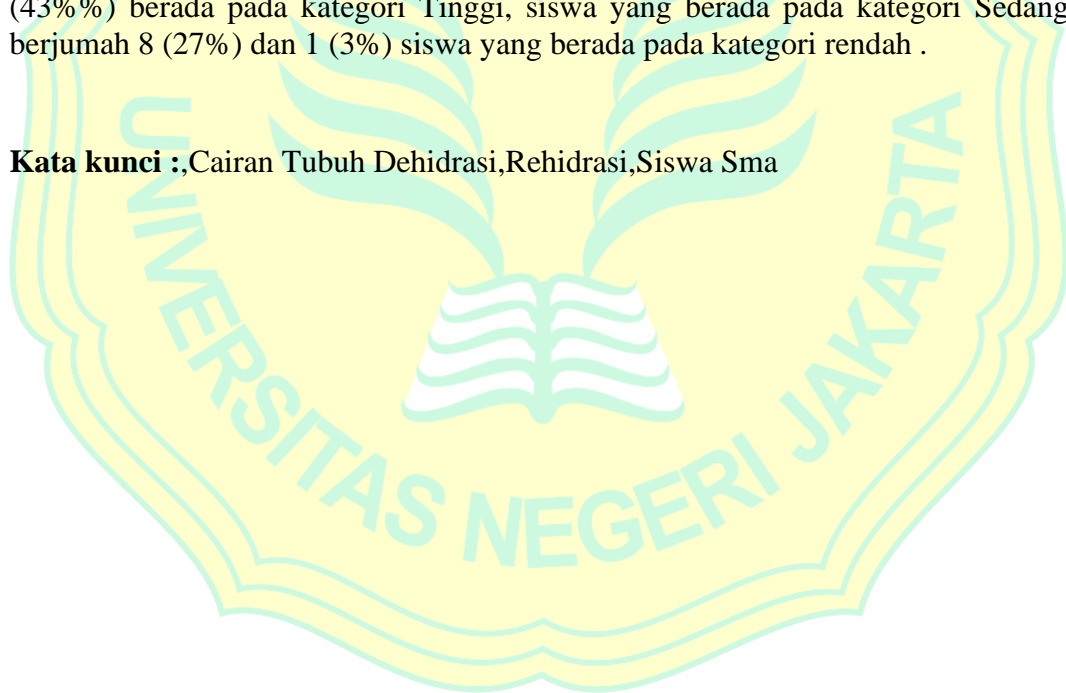 (43%%) berada pada kategori Tinggi, siswa yang berada pada kategori Sedang
berjumah 8 (27%) dan 1 (3%) siswa yang berada pada kategori rendah .
Kata kunci :,Cairan Tubuh Dehidrasi,Rehidrasi,Siswa Sma
UNIVERSITAS NEGERI JAKARTA